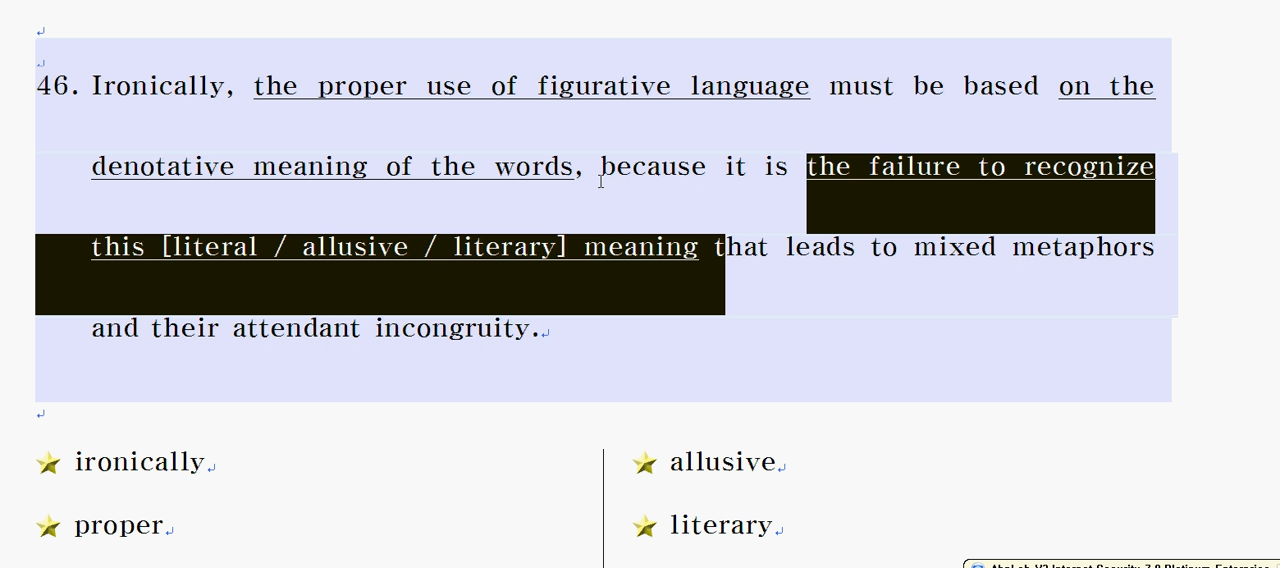 46. Ironically, the proper use of figurative language must be based on the
denotative meaning of the words, because it is the failure to recognize
this [literal / allusive / literary] meaning that leads to mixed metaphors
and their attendant incongruity.
ironically
allusive
proper
literary